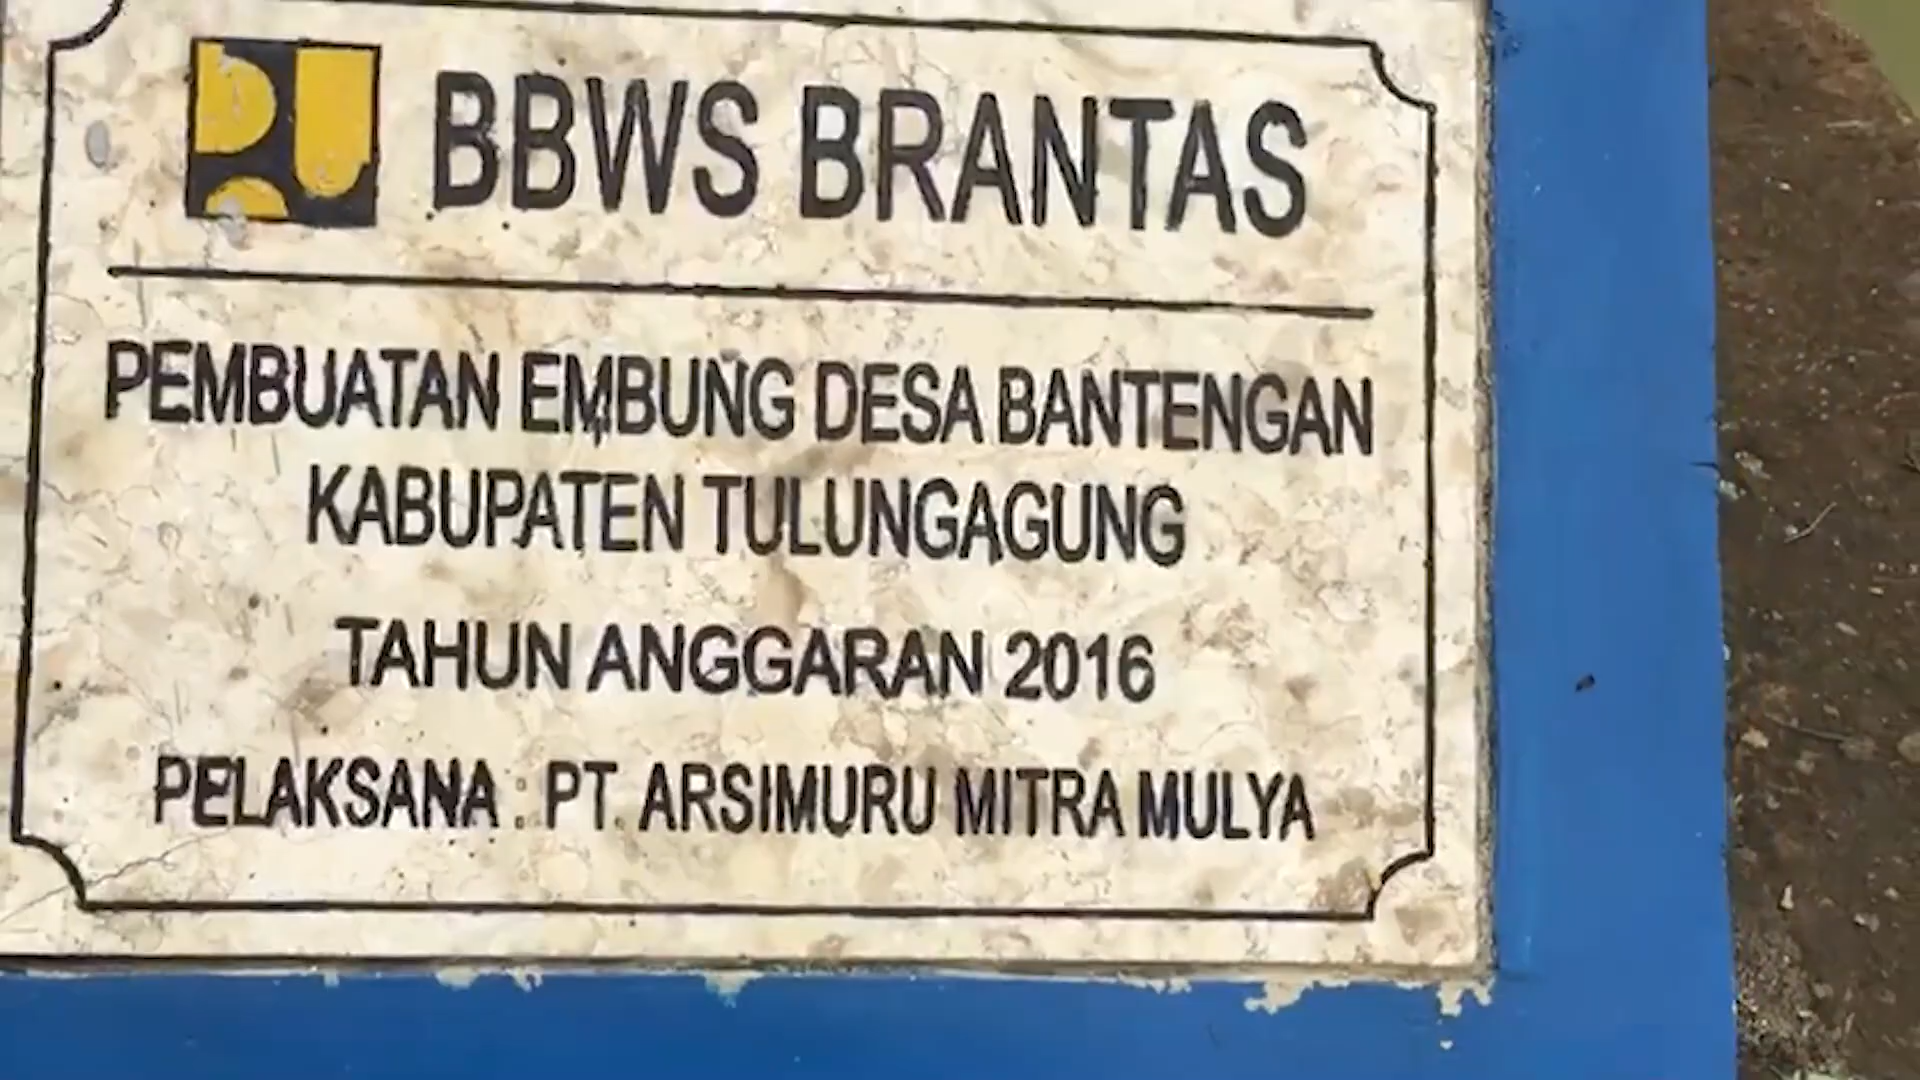 BBWS BRANTAS
PEMBUATAN EMBUNG DESA BANTENGAN
KABUPATEN TULUNGAGUNG
TAHUN ANGGARAN 2016
PELAKSANA : PT. ARSIMURU MITRA MULYA